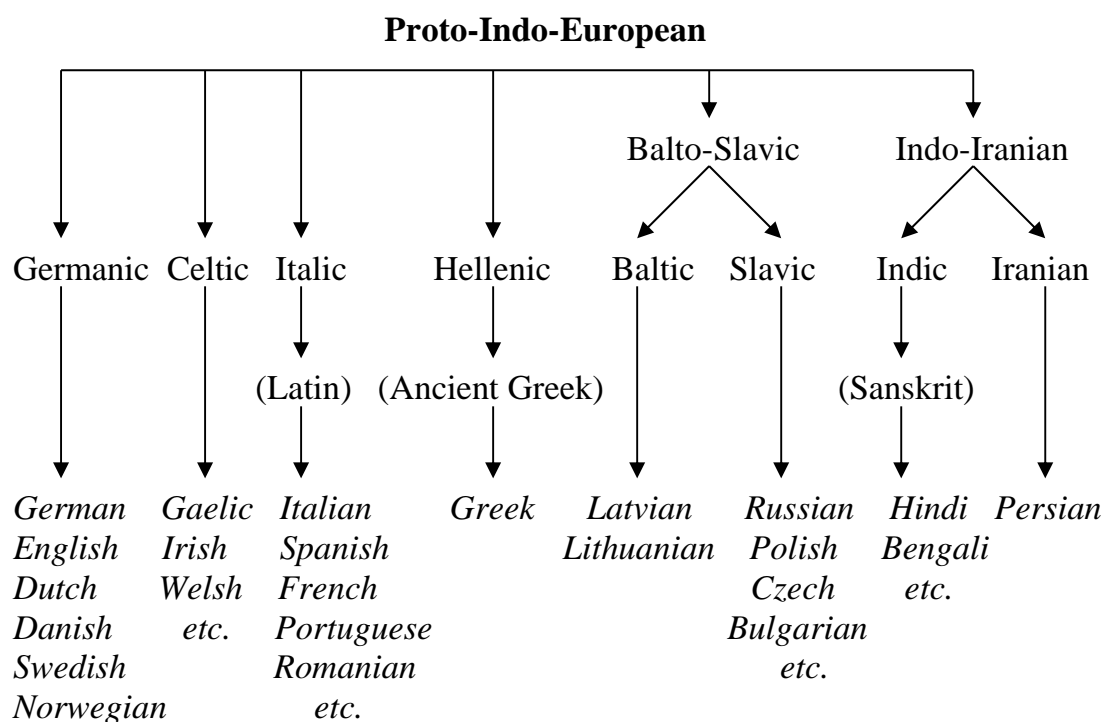 Proto-Indo-European
Balto-Slavic Indo-Iranian
Germanic Celtic Italic Hellenic Baltic Slavic Indic Iranian
(Latin) (Ancient Greek) (Sanskrit)
German Gaelic Italian Greek Latvian Russian Hindi Persian
English Irish Spanish Lithuanian Polish Bengali
Dutch Welsh French Czech etc.
Danish etc. Portuguese Bulgarian
Swedish Romanian etc.
Norwegian etc.